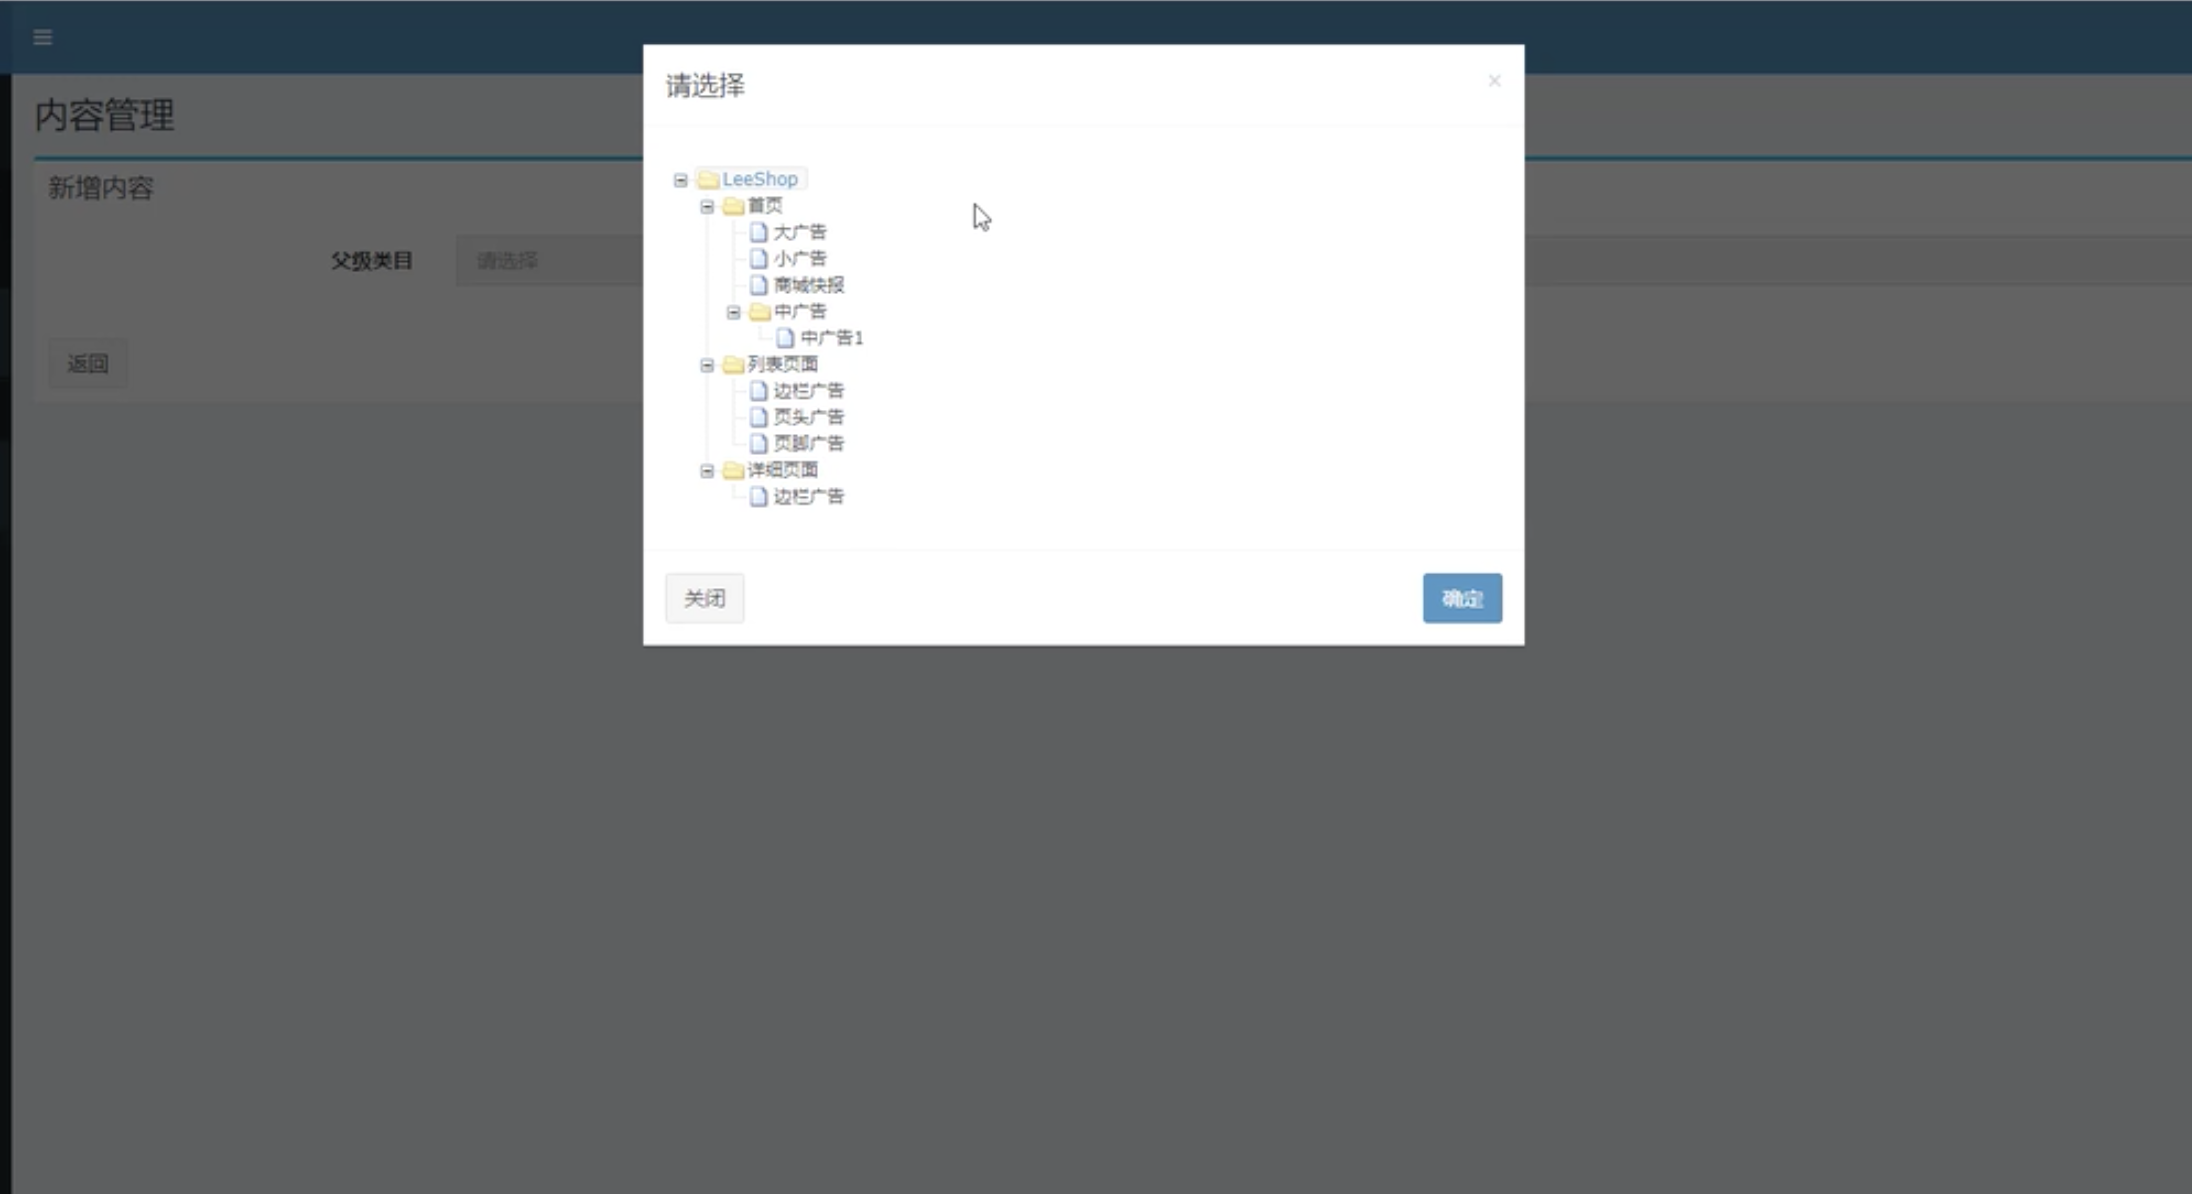 内容管理
新增内容
父级类目
请选择
返回
请选择
×
LeeShop
首页
大广告
小广告
商城快报
中广告
中广告1
列表页面
边栏广告
页头广告
页脚广告
详细页面
边栏广告
关闭
确定